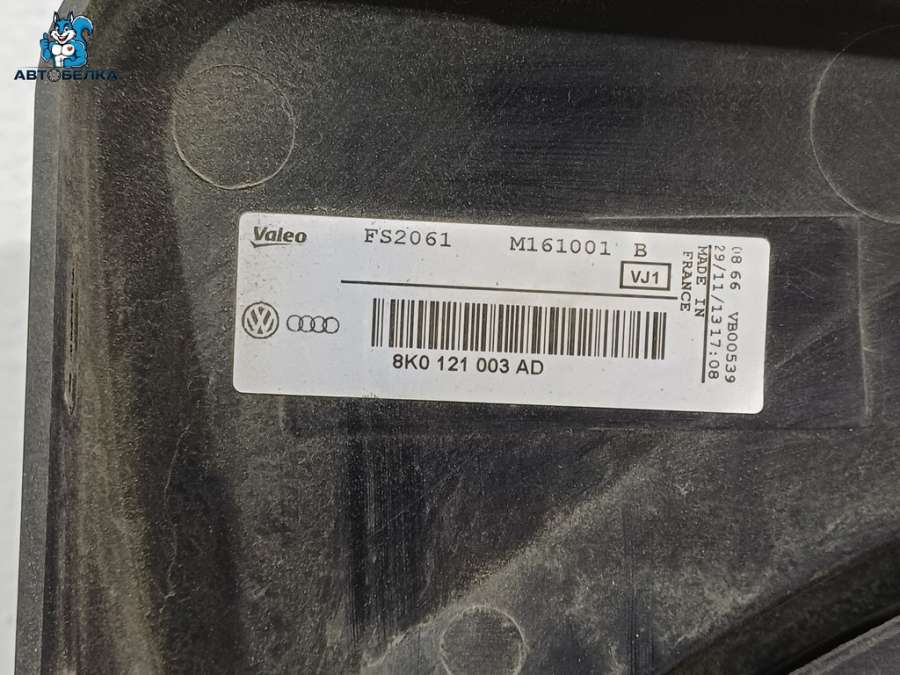 АВТОБЕЛКА
Valeo FS2061 M161001 B
VJ1
8K0 121 003 AD
MADE IN
FRANCE
08 66 VB00539
29/11/13 17:08